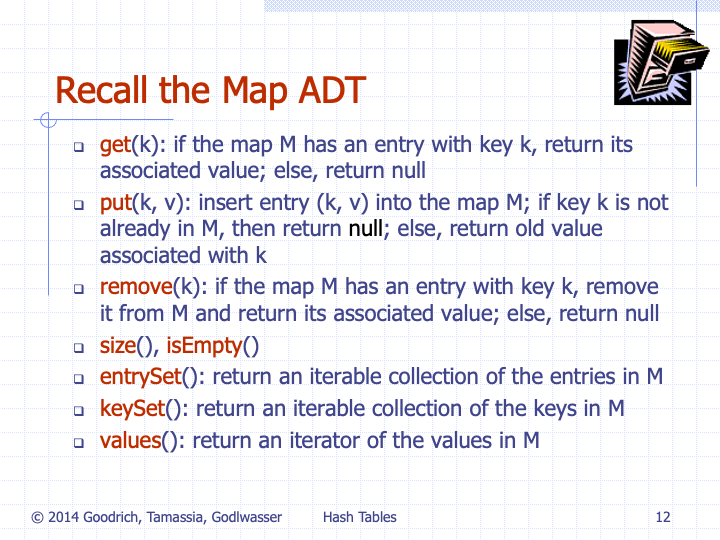 Recall the Map ADT
get(k): if the map M has an entry with key k, return its
associated value; else, return null
put(k, v): insert entry (k, v) into the map M; if key k is not
already in M, then return null; else, return old value
associated with k
remove(k): if the map M has an entry with key k, remove
it from M and return its associated value; else, return null
size(), isEmpty()
entrySet(): return an iterable collection of the entries in M
keySet(): return an iterable collection of the keys in M
values(): return an iterator of the values in M
© 2014 Goodrich, Tamassia, Godlwasser Hash Tables 12